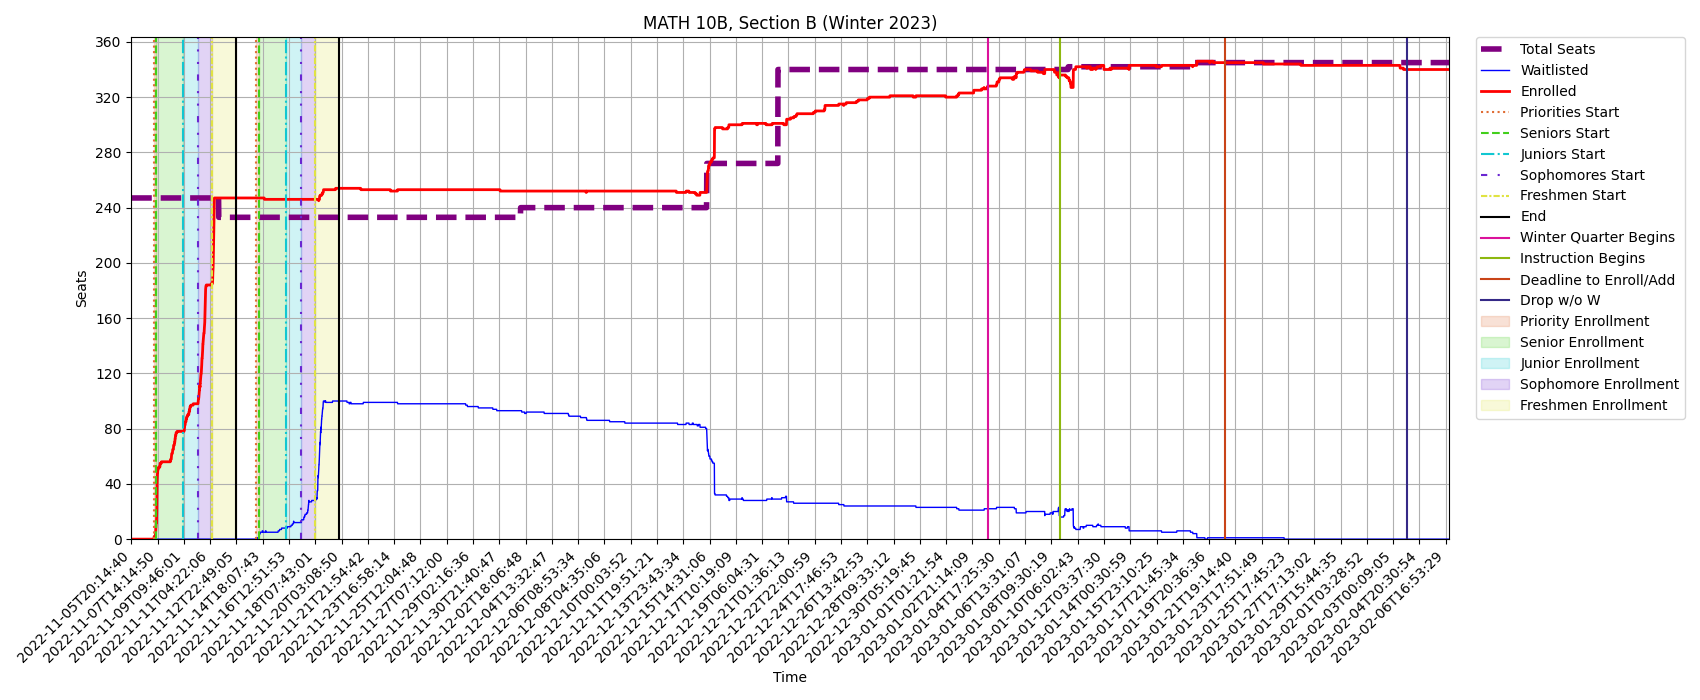 MATH 10B, Section B (Winter 2023)
Seats
360
320
280
240
200
160
120
80
40
0
2022-11-05T20:14:40
2022-11-07T14:14:50
2022-11-09T09:46:01
2022-11-11T04:22:06
2022-11-12T22:49:05
2022-11-14T18:07:43
2022-11-16T12:51:53
2022-11-18T07:43:01
2022-11-20T03:08:50
2022-11-21T21:54:42
2022-11-23T16:58:14
2022-11-25T12:04:48
2022-11-27T07:12:00
2022-11-29T02:16:36
2022-11-30T21:40:47
2022-12-02T18:06:48
2022-12-04T13:32:47
2022-12-06T08:53:34
2022-12-08T04:35:06
2022-12-10T00:03:52
2022-12-11T19:51:21
2022-12-13T23:43:34
2022-12-15T14:31:06
2022-12-17T10:19:09
2022-12-19T06:04:31
2022-12-21T01:36:13
2022-12-22T22:00:59
2022-12-24T17:46:53
2022-12-26T13:42:53
2022-12-28T09:33:12
2022-12-30T05:19:45
2023-01-01T01:21:54
2023-01-02T21:14:09
2023-01-04T17:25:30
2023-01-06T13:31:07
2023-01-08T09:30:19
2023-01-10T06:02:43
2023-01-12T03:37:30
2023-01-14T00:30:59
2023-01-15T23:10:25
2023-01-17T21:45:34
2023-01-19T20:36:36
2023-01-21T19:14:40
2023-01-23T17:51:49
2023-01-25T17:45:23
2023-01-27T17:13:02
2023-01-29T15:44:35
2023-02-01T03:28:52
2023-02-03T00:09:05
2023-02-04T20:30:54
2023-02-06T16:53:29
Time
Total Seats
Waitlisted
Enrolled
Priorities Start
Seniors Start
Juniors Start
Sophomores Start
Freshmen Start
End
Winter Quarter Begins
Instruction Begins
Deadline to Enroll/Add
Drop w/o W
Priority Enrollment
Senior Enrollment
Junior Enrollment
Sophomore Enrollment
Freshmen Enrollment